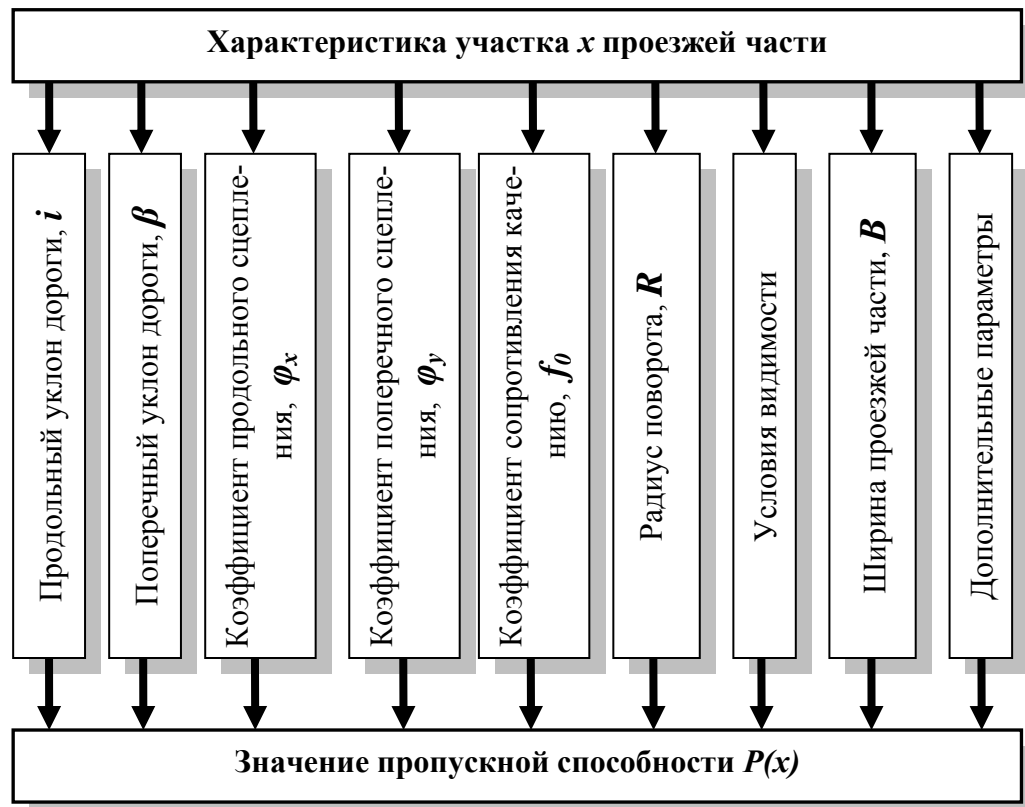 Характеристика участка x проезжей части
Продольный уклон дороги, i
Поперечный уклон дороги, β
Коэффициент продольного сцепле-
ния, φx
Коэффициент поперечного сцепле-
ния, φy
Коэффициент сопротивления каче-
нию, f0
Радиус поворота, R
Условия видимости
Ширина проезжей части, B
Дополнительные параметры
Значение пропускной способности P(x)